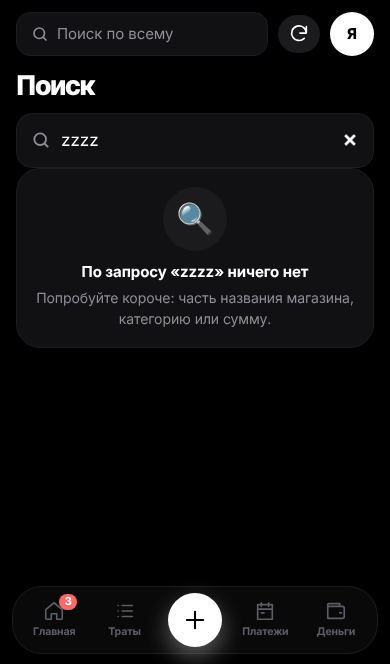 Поиск по всему
Я
Поиск
zzzz
По запросу «zzzz» ничего нет
Попробуйте короче: часть названия магазина,
категорию или сумму.
3
Главная
Траты
Платежи
Деньги